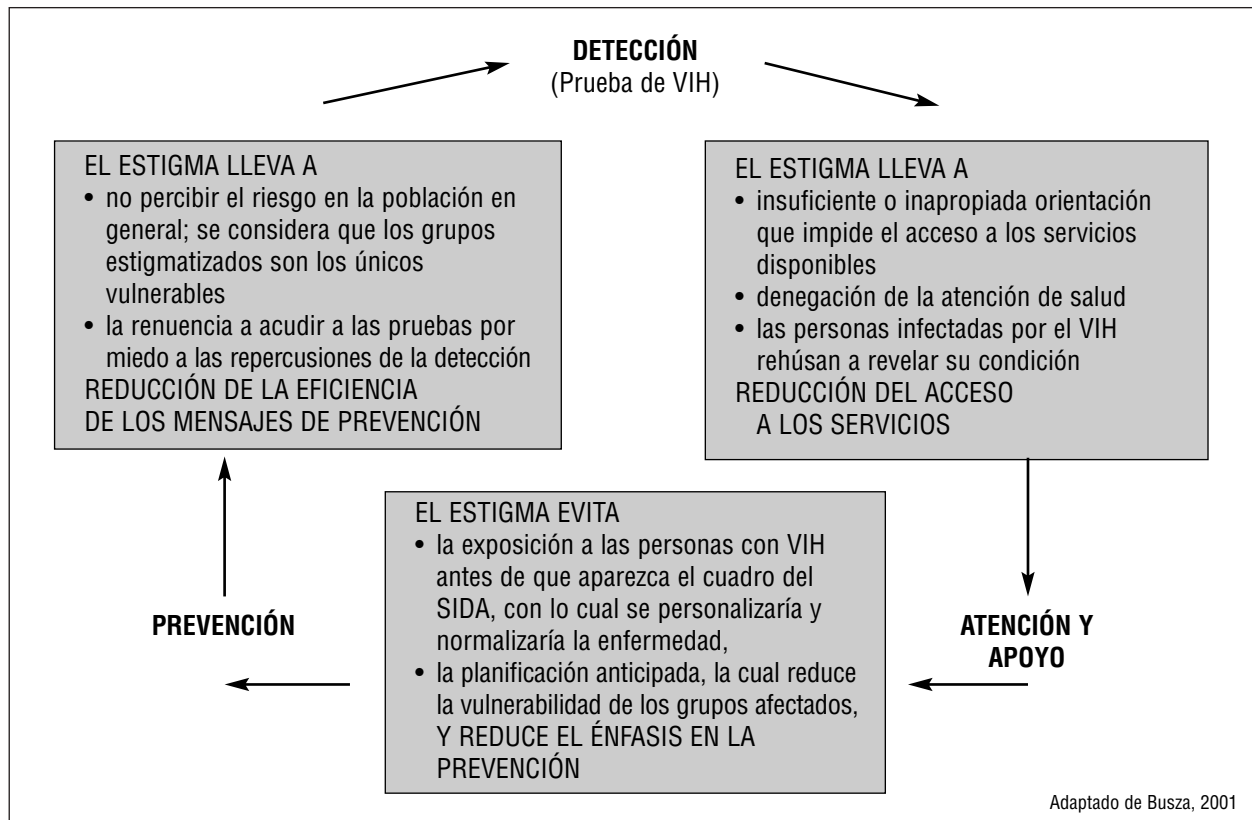 DETECCIÓN
(Prueba de VIH)
EL ESTIGMA LLEVA A
• no percibir el riesgo en la población en
general; se considera que los grupos
estigmatizados son los únicos
vulnerables
• la renuencia a acudir a las pruebas por
miedo a las repercusiones de la detección
REDUCCIÓN DE LA EFICIENCIA
DE LOS MENSAJES DE PREVENCIÓN
EL ESTIGMA LLEVA A
• insuficiente o inapropiada orientación
que impide el acceso a los servicios
disponibles
• denegación de la atención de salud
• las personas infectadas por el VIH
rehúsan a revelar su condición
REDUCCIÓN DEL ACCESO
A LOS SERVICIOS
EL ESTIGMA EVITA
• la exposición a las personas con VIH
antes de que aparezca el cuadro del
SIDA, con lo cual se personalizaría y
normalizaría la enfermedad,
• la planificación anticipada, la cual reduce
la vulnerabilidad de los grupos afectados,
Y REDUCE EL ÉNFASIS EN LA
PREVENCIÓN
PREVENCIÓN
ATENCIÓN Y
APOYO
Adaptado de Busza, 2001